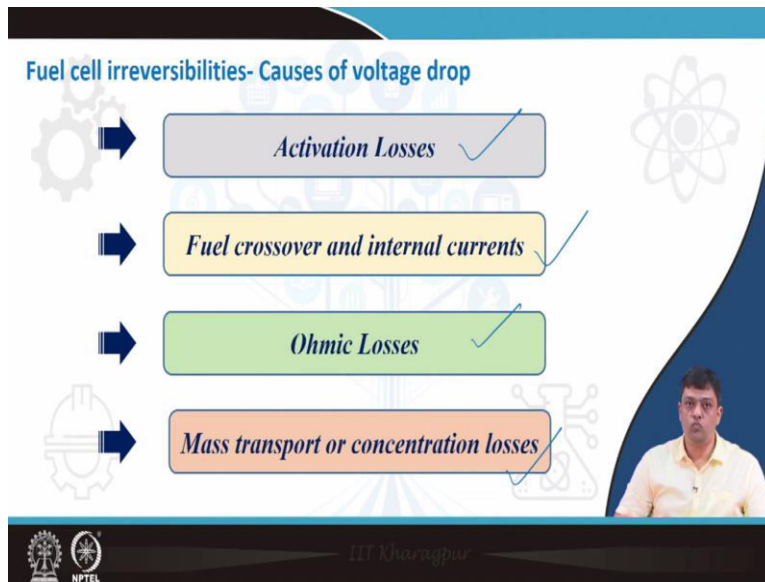 Fuel cell irreversibilities- Causes of voltage drop
Activation Losses
Fuel crossover and internal currents
Ohmic Losses
Mass transport or concentration losses
IIT Kharagpur
NPTEL